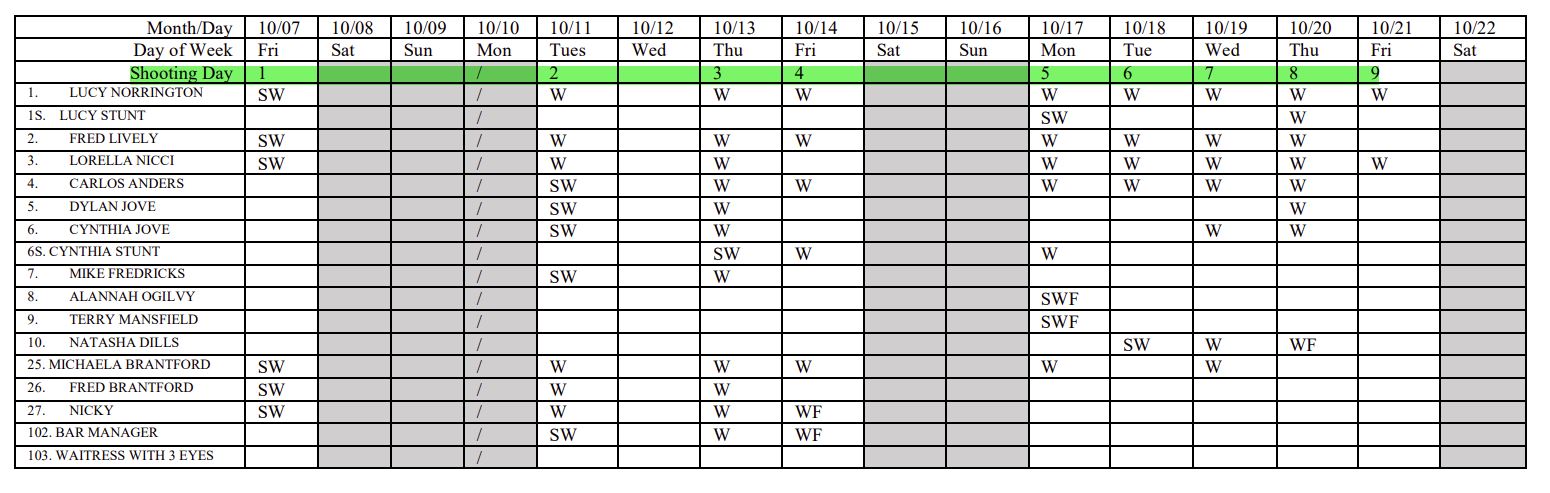 Month/Day 10/07 10/08 10/09 10/10 10/11 10/12 10/13 10/14 10/15 10/16 10/17 10/18 10/19 10/20 10/21 10/22
Day of Week Fri Sat Sun Mon Tues Wed Thu Fri Sat Sun Mon Tue Wed Thu Fri Sat
Shooting Day 1 / 2 3 4 5 6 7 8 9
1. LUCY NORRINGTON SW / W W W W W W W W
1S. LUCY STUNT / SW W
2. FRED LIVELY SW / W W W W W W W
3. LORELLA NICCI SW / W W W W W W W
4. CARLOS ANDERS / SW W W W W W W
5. DYLAN JOVE / SW W W
6. CYNTHIA JOVE / SW W W W
6S. CYNTHIA STUNT / SW W W
7. MIKE FREDRICKS / SW W
8. ALANNAH OGILVY / SWF
9. TERRY MANSFIELD / SWF
10. NATASHA DILLS / SW W WF
25. MICHAELA BRANTFORD SW / W W W W W
26. FRED BRANTFORD SW / W W
27. NICKY SW / W W WF
102. BAR MANAGER / SW W WF
103. WAITRESS WITH 3 EYES /